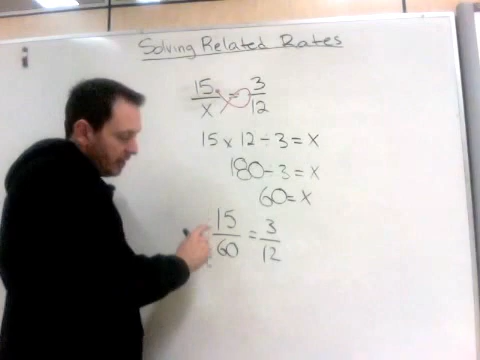 Solving Related Rates
15/x = 3/12
15 x 12 ÷ 3 = x
180 ÷ 3 = x
60 = x
15/60 = 3/12